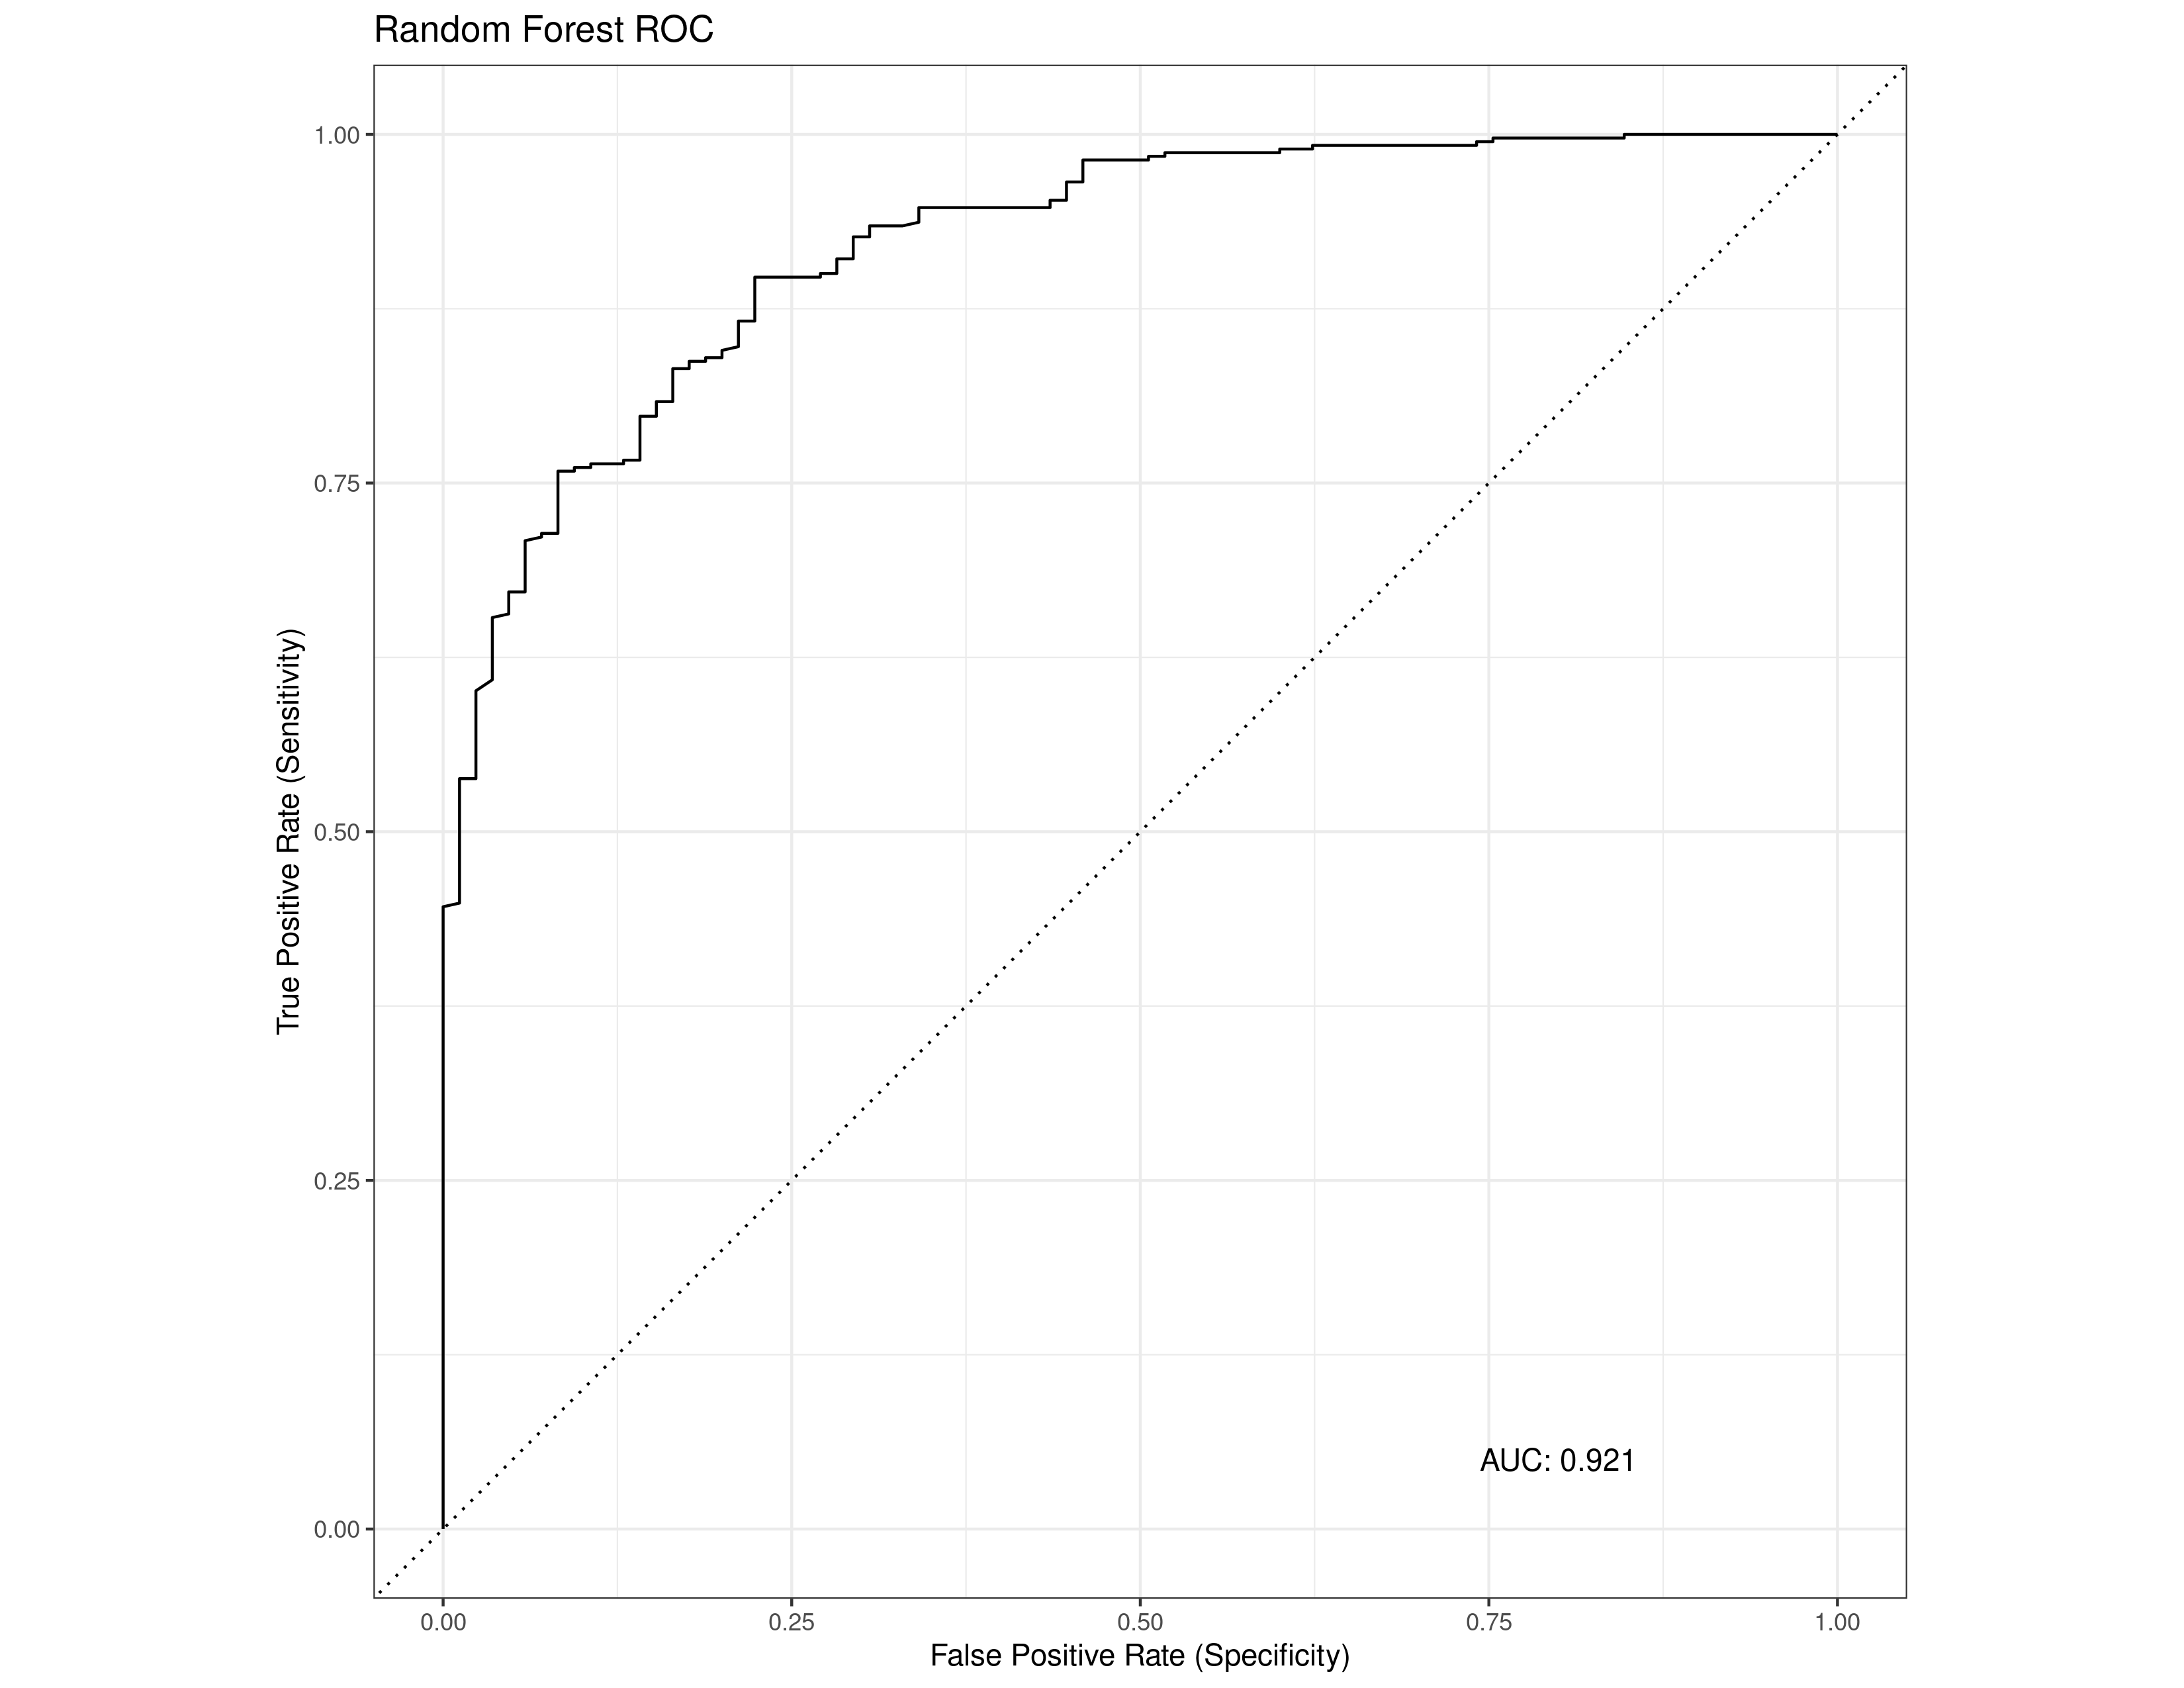 Random Forest ROC
True Positive Rate (Sensitivity)
1.00
0.75
0.50
0.25
0.00
AUC: 0.921
0.00 0.25 0.50 0.75 1.00
False Positive Rate (Specificity)